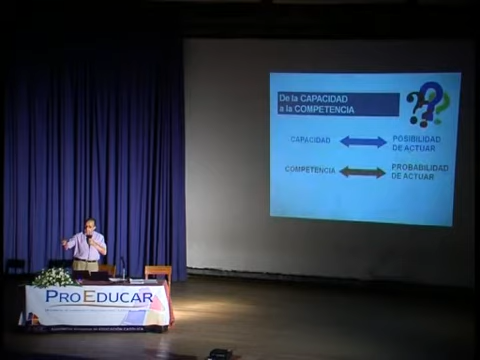 De la CAPACIDAD
a la COMPETENCIA
CAPACIDAD
POSIBILIDAD
DE ACTUAR
COMPETENCIA
PROBABILIDAD
DE ACTUAR
PROEDUCAR